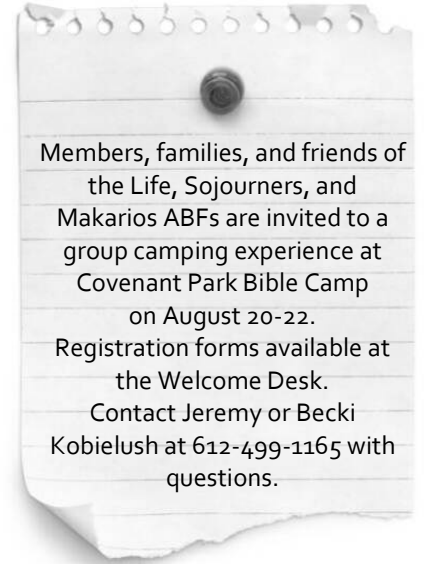 Members, families, and friends of
the Life, Sojourners, and
Makarios ABFs are invited to a
group camping experience at
Covenant Park Bible Camp
on August 20-22.
Registration forms available at
the Welcome Desk.
Contact Jeremy or Becki
Kobielush at 612-499-1165 with
questions.